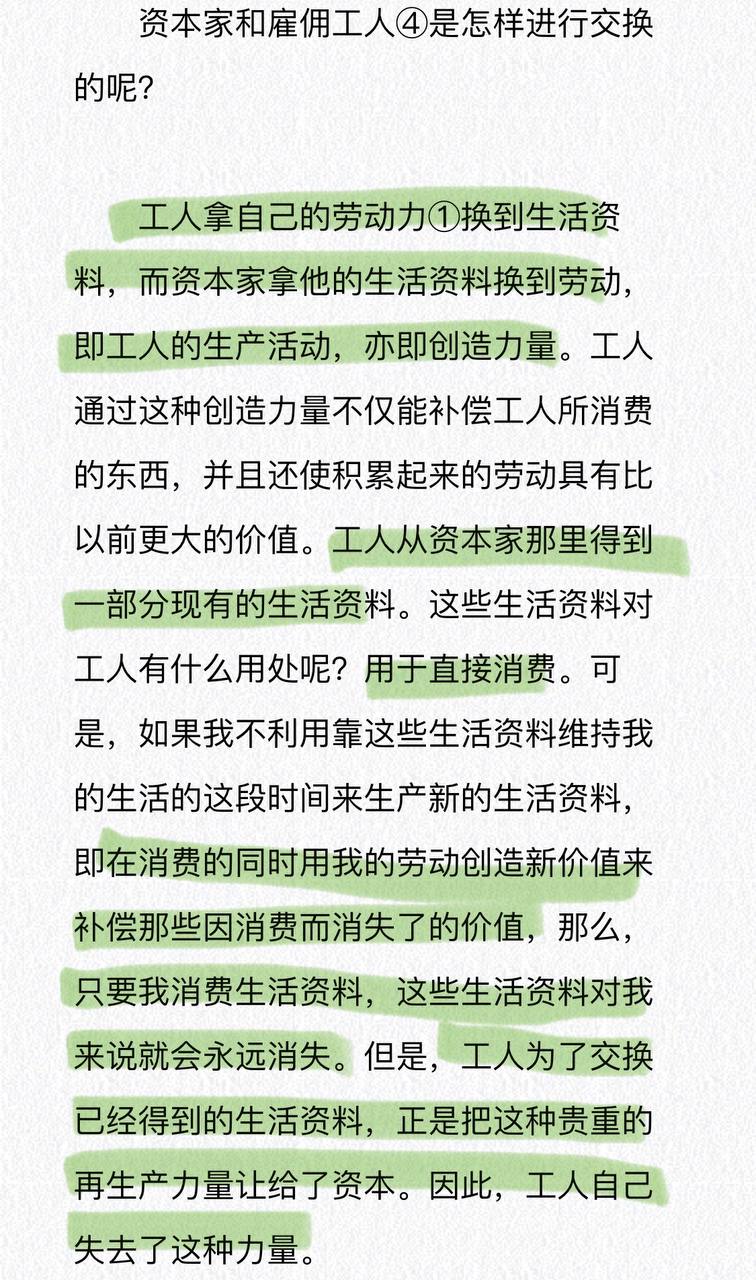 资本家和雇佣工人④是怎样进行交换
的呢？
工人拿自己的劳动力①换到生活资
料，而资本家拿他的生活资料换到劳动，
即工人的生产活动，亦即创造力量。工人
通过这种创造力量不仅能补偿工人所消费
的东西，并且还使积累起来的劳动具有比
以前更大的价值。工人从资本家那里得到
一部分现有的生活资料。这些生活资料对
工人有什么用处呢？用于直接消费。可
是，如果我不利用靠这些生活资料维持我
的生活的这段时间来生产新的生活资料，
即在消费的同时用我的劳动创造新价值来
补偿那些因消费而消失了的价值，那么，
只要我消费生活资料，这些生活资料对我
来说就会永远消失。但是，工人为了交换
已经得到的生活资料，正是把这种贵重的
再生产力量让给了资本。因此，工人自己
失去了这种力量。